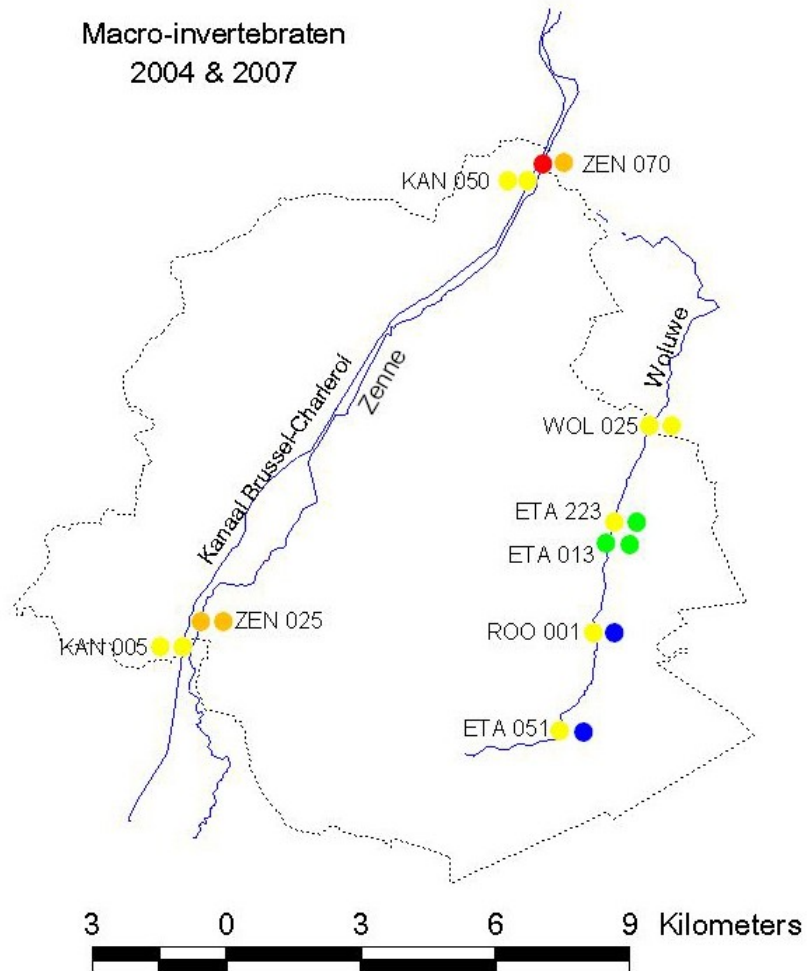 Macro-invertebraten
2004 & 2007
ZEN 070
KAN 050
Woluwe
Kanaal Brussel-Charleroi
Zenne
WOL 025
ETA 223
ETA 013
ZEN 025
ROO 001
KAN 005
ETA 051
3 0 3 6 9 Kilometers